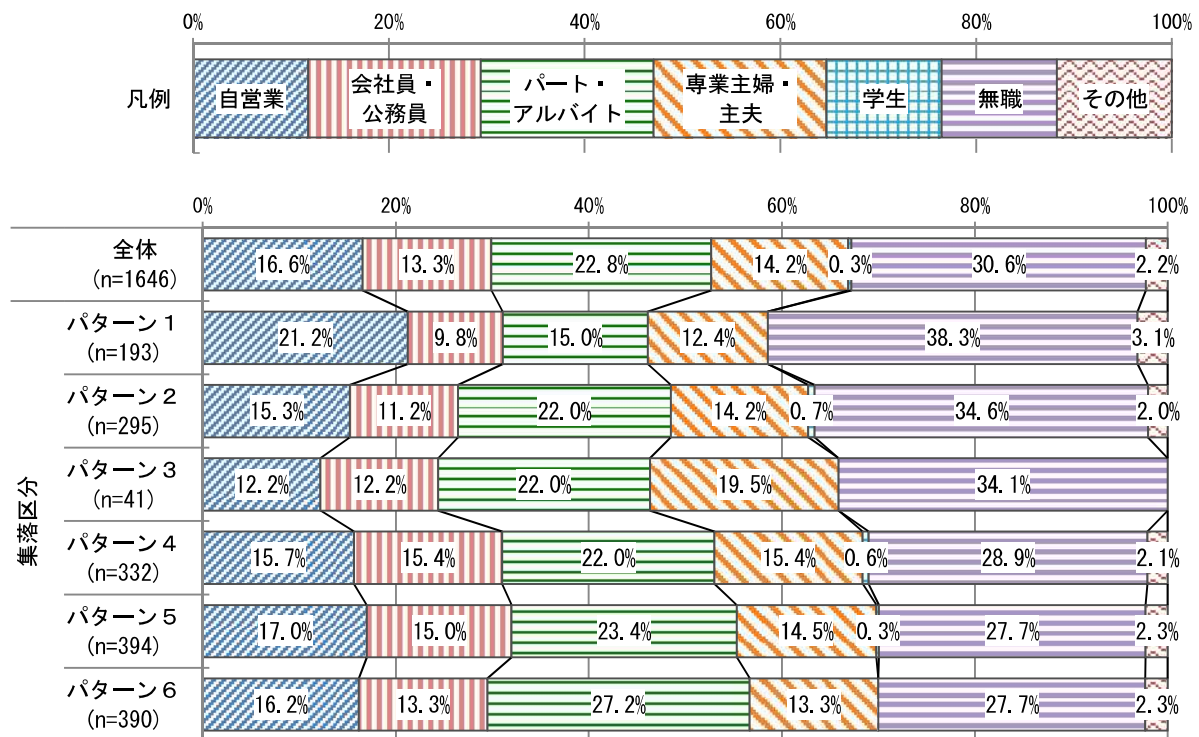 0% 20% 40% 60% 80% 100%
凡例
自営業
会社員・
公務員
パート・
アルバイト
専業主婦・
主夫
学生
無職
その他
0% 20% 40% 60% 80% 100%
集落区分
全体
(n=1646)
16.6% 13.3% 22.8% 14.2% 0.3% 30.6% 2.2%
パターン1
(n=193)
21.2% 9.8% 15.0% 12.4% 38.3% 3.1%
パターン2
(n=295)
15.3% 11.2% 22.0% 14.2% 0.7% 34.6% 2.0%
パターン3
(n=41)
12.2% 12.2% 22.0% 19.5% 34.1%
パターン4
(n=332)
15.7% 15.4% 22.0% 15.4% 0.6% 28.9% 2.1%
パターン5
(n=394)
17.0% 15.0% 23.4% 14.5% 0.3% 27.7% 2.3%
パターン6
(n=390)
16.2% 13.3% 27.2% 13.3% 27.7% 2.3%